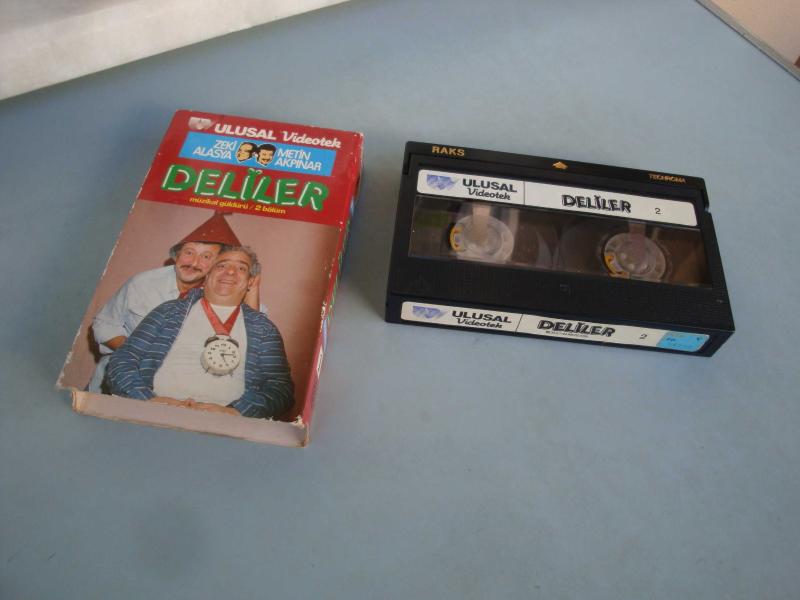 ULUSAL Videotek
ZEKİ ALASYA
METİN AKPINAR
DELİLER
müzikal güldürü / 2 bölüm
RAKS
TECHROMA
ULUSAL
Videotek
DELİLER
2
ULUSAL
Videotek
DELİLER
2